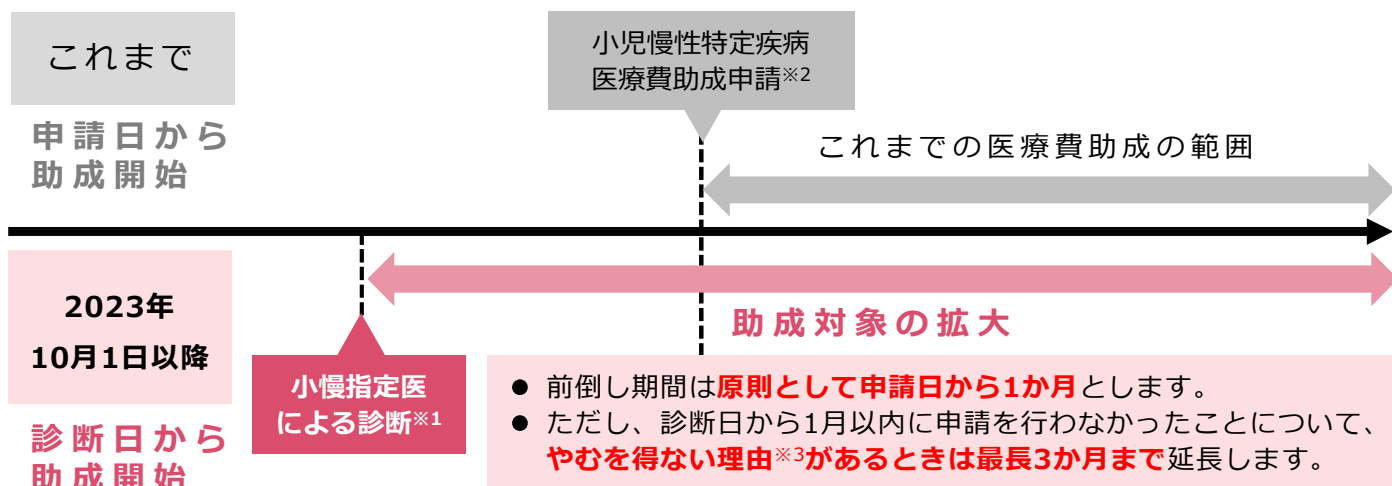 これまで
申請日から
助成開始
小児慢性特定疾病
医療費助成申請※2
これまでの医療費助成の範囲
2023年
10月1日以降
診断日から
助成開始
小慢指定医
による診断※1
助成対象の拡大
● 前倒し期間は原則として申請日から1か月とします。
● ただし、診断日から1月以内に申請を行わなかったことについて、
やむを得ない理由※3があるときは最長3か月まで延長します。